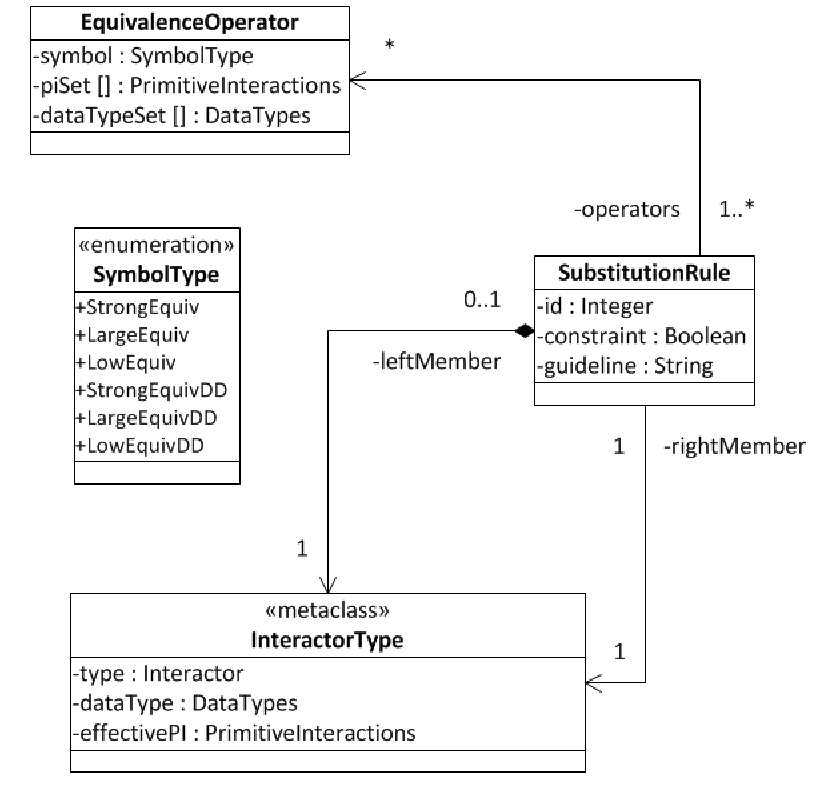 EquivalenceOperator
-symbol : SymbolType
-piSet [] : PrimitiveInteractions
-dataTypeSet [] : DataTypes
*
-operators
1..*
«enumeration»
SymbolType
+StrongEquiv
+LargeEquiv
+LowEquiv
+StrongEquivDD
+LargeEquivDD
+LowEquivDD
SubstitutionRule
-id : Integer
-constraint : Boolean
-guideline : String
0..1
-leftMember
1
-rightMember
1
1
«metaclass»
InteractorType
-type : Interactor
-dataType : DataTypes
-effectivePI : PrimitiveInteractions